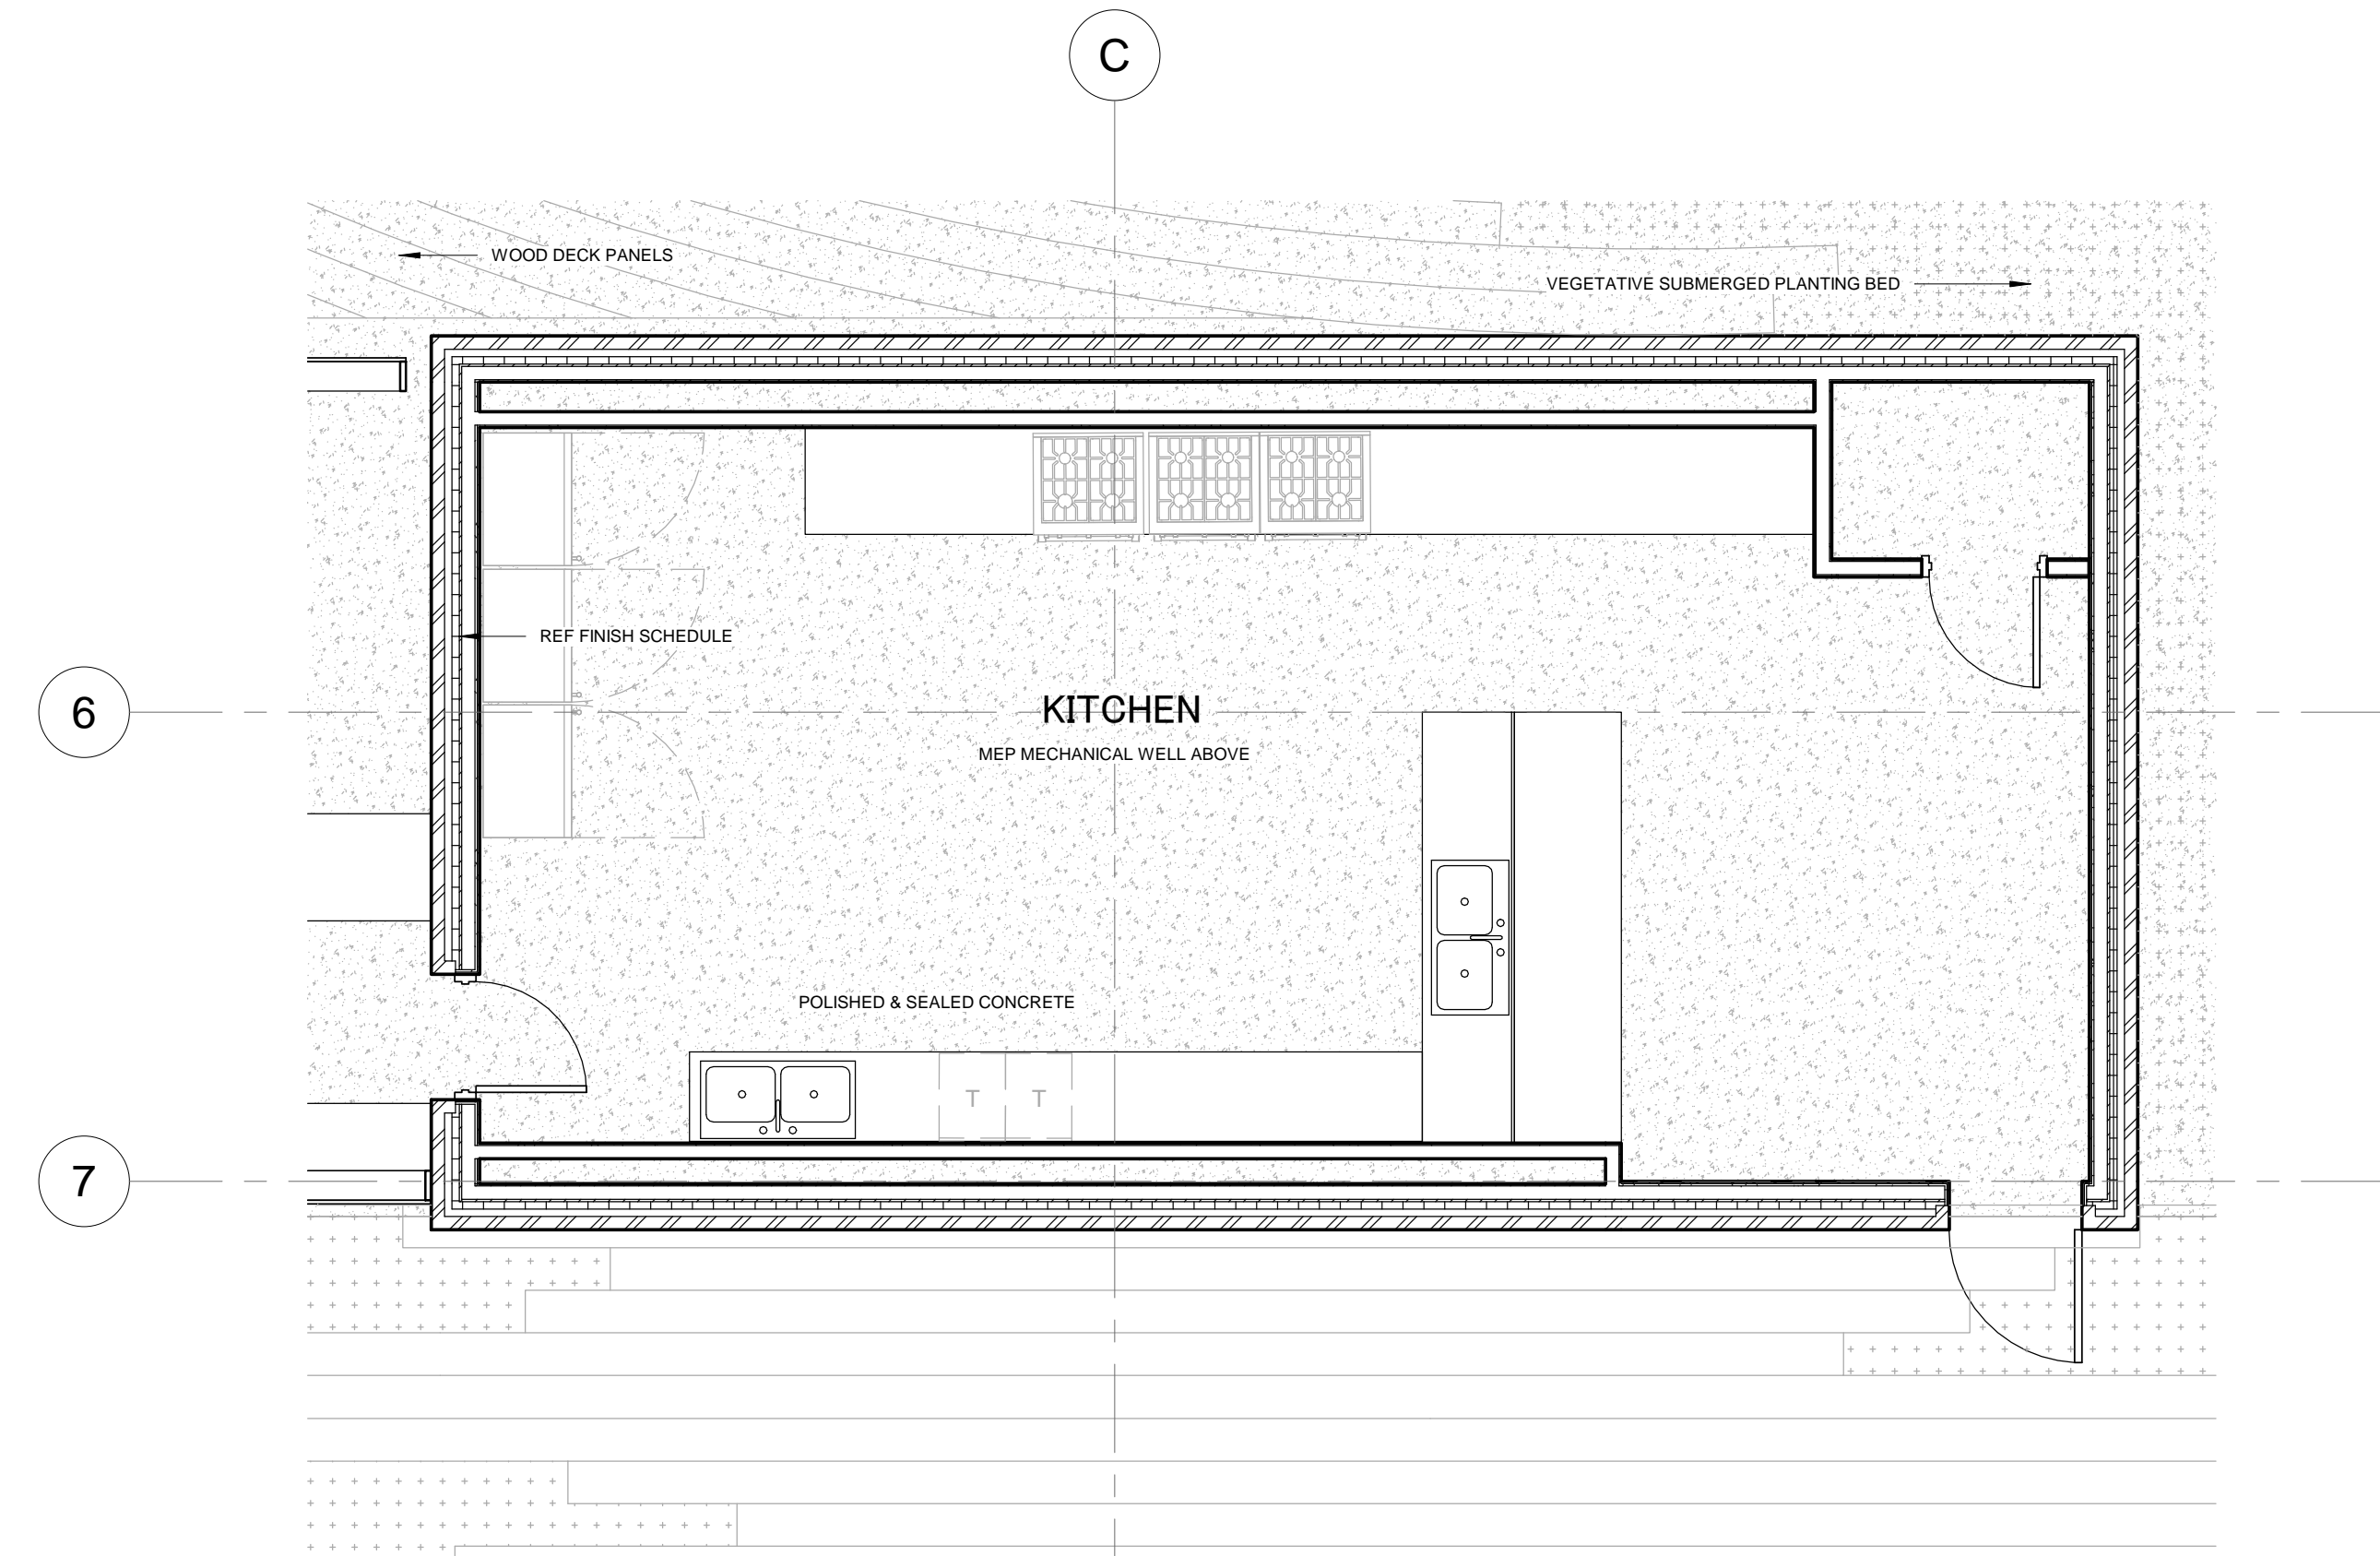 C
WOOD DECK PANELS
VEGETATIVE SUBMERGED PLANTING BED
REF FINISH SCHEDULE
6
KITCHEN
MEP MECHANICAL WELL ABOVE
POLISHED & SEALED CONCRETE
T T
7